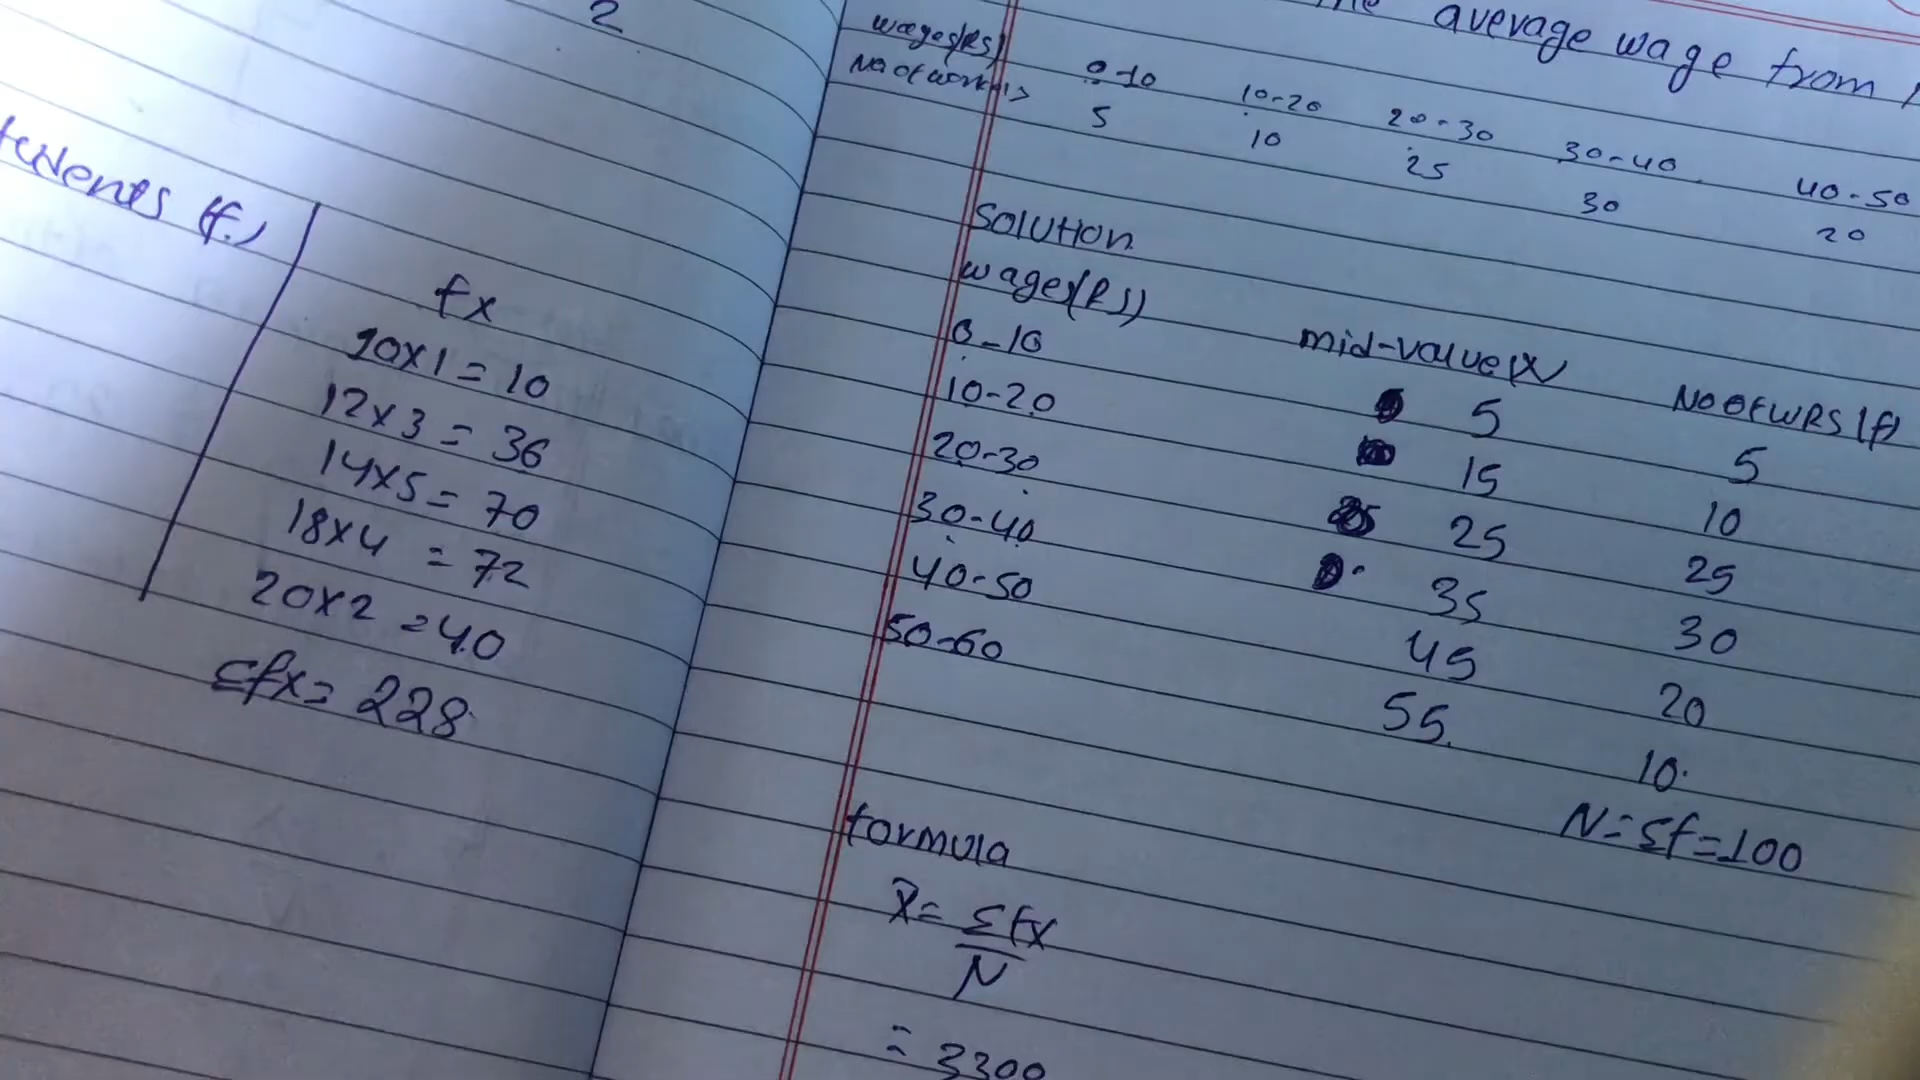 2
(f)
fx
10x1 = 10
12x3 = 36
14x5 = 70
18x4 = 72
20x2 = 40
Σfx = 228
average wage from
wages(RS) 0-10 10-20 20-30 30-40 40-50
No of 5 10 25 30 20
Solution
wages(RS) mid-value(x) No of WRS (f)
0-10 5 5
10-20 15 10
20-30 25 25
30-40 35 30
40-50 45 20
50-60 55. 10.
N=Σf=100
formula
x̄= Σfx
N
= 3300